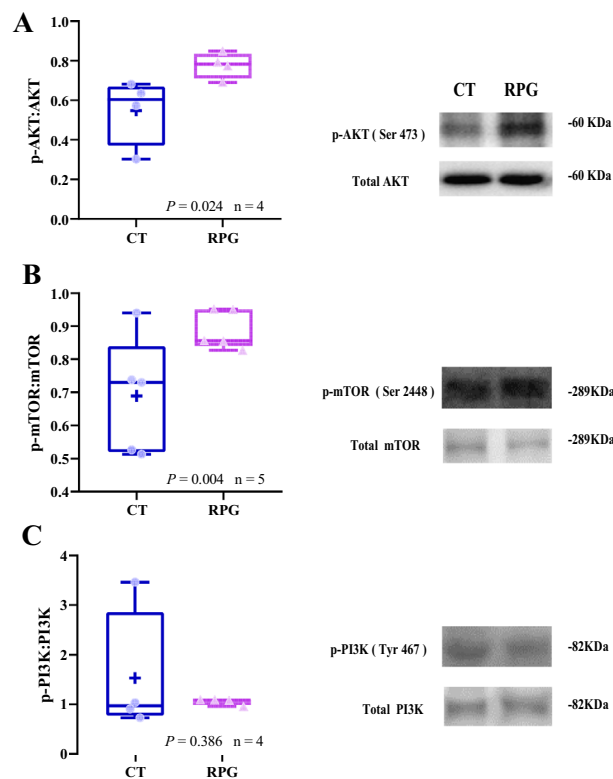 A
p-AKT:AKT
1.0
0.8
0.6
0.4
0.2
0.0
P = 0.024 n = 4
CT RPG
CT RPG
p-AKT ( Ser 473) -60 KDa
Total AKT -60 KDa
B
p-mTOR:mTOR
1.0
0.9
0.8
0.7
0.6
0.5
0.4
P = 0.004 n = 5
CT RPG
p-mTOR ( Ser 2448) -289KDa
Total mTOR -289KDa
C
p-PI3K:PI3K
4
3
2
1
0
P = 0.386 n = 4
CT RPG
p-PI3K ( Tyr 467 ) -82KDa
Total PI3K -82KDa